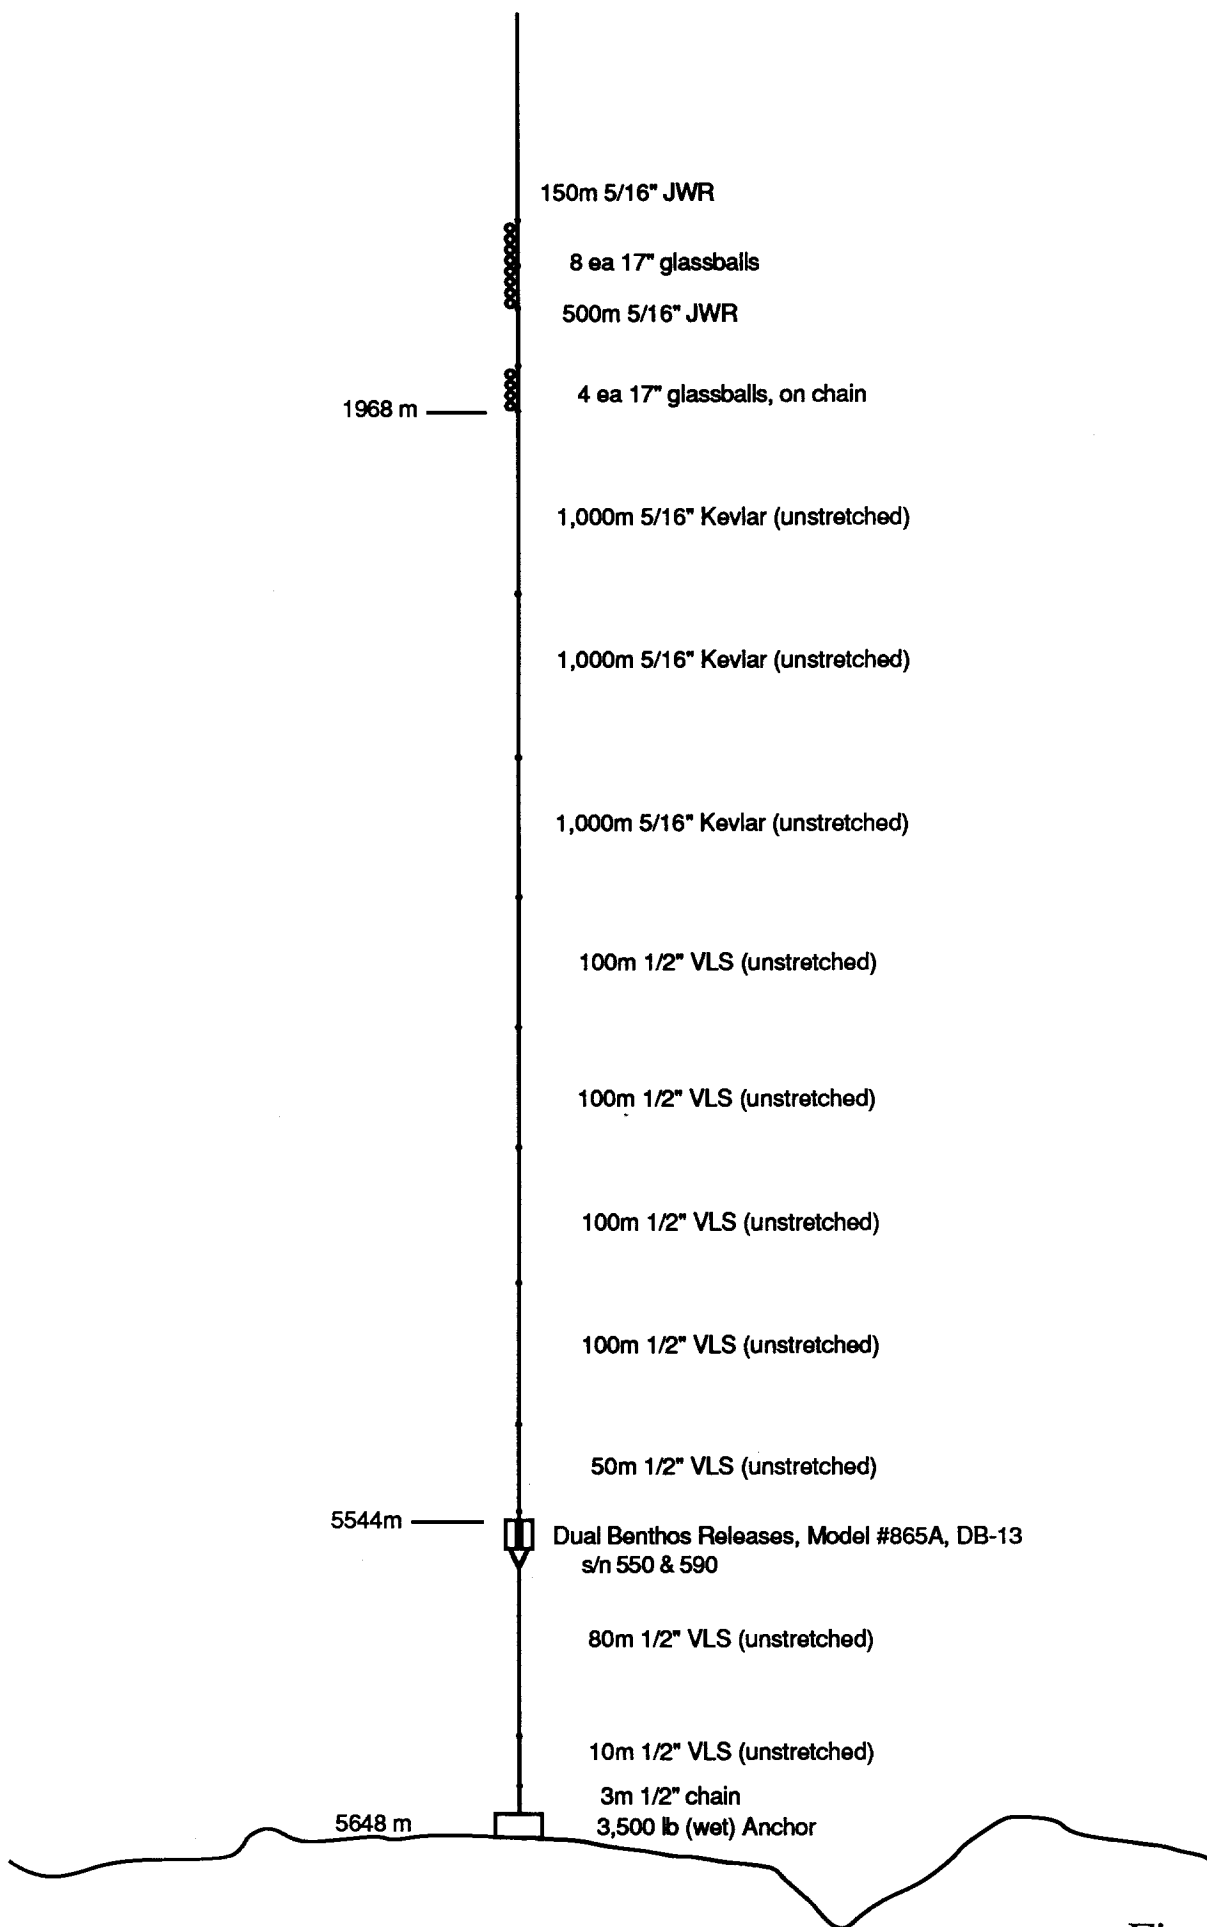 150m 5/16" JWR
8 ea 17" glassballs
500m 5/16" JWR
4 ea 17" glassballs, on chain
1968 m
1,000m 5/16" Kevlar (unstretched)
1,000m 5/16" Kevlar (unstretched)
1,000m 5/16" Kevlar (unstretched)
100m 1/2" VLS (unstretched)
100m 1/2" VLS (unstretched)
100m 1/2" VLS (unstretched)
100m 1/2" VLS (unstretched)
50m 1/2" VLS (unstretched)
5544m
Dual Benthos Releases, Model #865A, DB-13
s/n 550 & 590
80m 1/2" VLS (unstretched)
10m 1/2" VLS (unstretched)
3m 1/2" chain
5648 m
3,500 lb (wet) Anchor